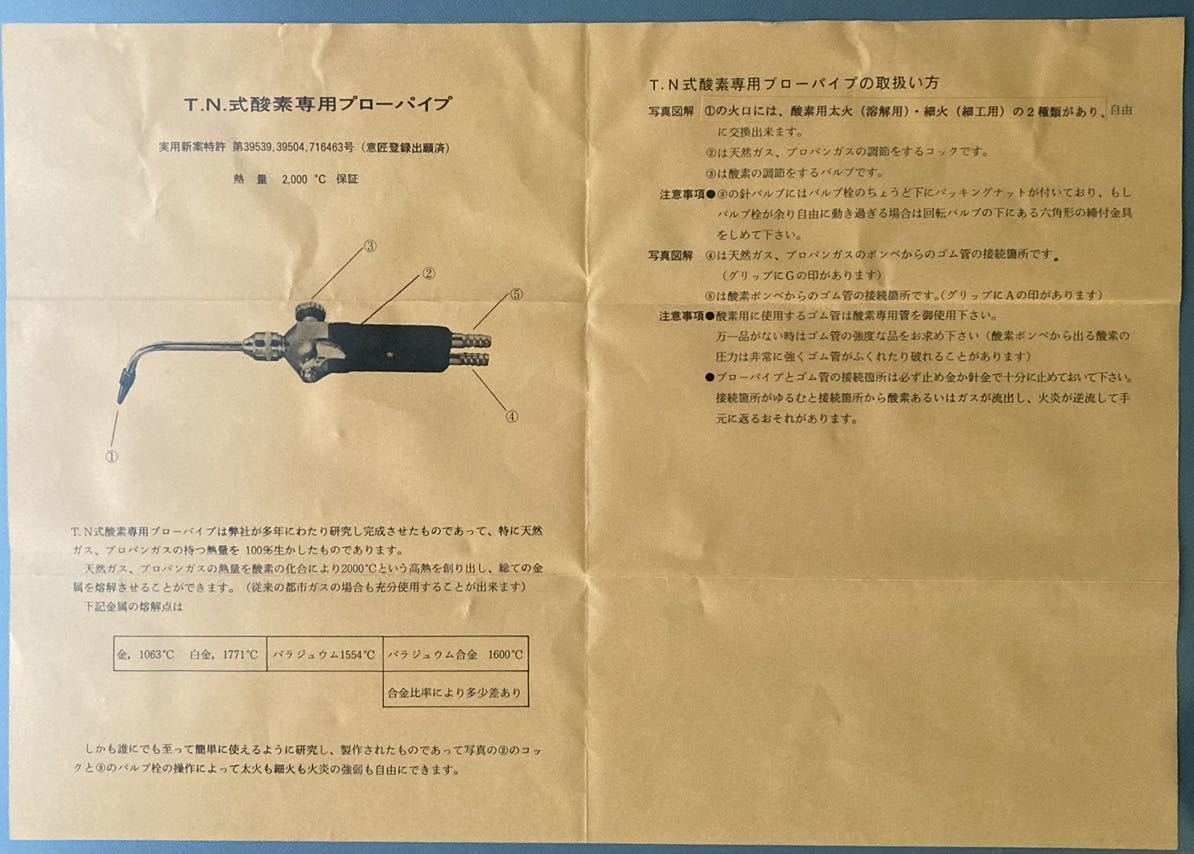 T.N.式酸素専用ブローパイプ
実用新案特許 第39539,39504,716463号 (意匠登録出願済)
熱 量 2,000 °C 保証
③
②
⑤
④
①
T.N式酸素専用ブローパイプは弊社が多年にわたり研究し完成させたものであって、特に天然
ガス、プロパンガスの持つ熱量を 100%生かしたものであります。
天然ガス、プロパンガスの熱量を酸素の化合により2000°Cという高熱を創り出し、総ての金
属を熔解させることができます。(従来の都市ガスの場合も充分使用することが出来ます)
下記金属の熔解点は
金, 1063°C 白金, 1771°C パラジュウム1554°C パラジュウム合金 1600°C
合金比率により多少差あり
しかも誰にでも至って簡単に使えるように研究し、製作されたものであって写真の②のコッ
クと③のバルブ栓の操作によって太火も細火も火炎の強弱も自由にできます。
T.N式酸素専用ブローパイプの取扱い方
写真図解 ①の火口には、酸素用太火(溶解用)・細火(細工用)の2種類があり、自由
に交換出来ます。
②は天然ガス、プロパンガスの調節をするコックです。
③は酸素の調節をするバルブです。
注意事項●③の針バルブにはバルブ栓のちょうど下にパッキングナットが付いており、もし
バルブ栓が余り自由に動き過ぎる場合は回転バルブの下にある六角形の締付金具
をしめて下さい。
写真図解 ④は天然ガス、プロパンガスのボンベからのゴム管の接続箇所です。
(グリップにGの印があります)
⑤は酸素ボンベからのゴム管の接続箇所です。(グリップにAの印があります)
注意事項●酸素用に使用するゴム管は酸素専用管を御使用下さい。
万一品がない時はゴム管の強度な品をお求め下さい(酸素ボンベから出る酸素の
圧力は非常に強くゴム管がふくれたり破れることがあります)
●ブローパイプとゴム管の接続箇所は必ず止め金か針金で十分に止めておいて下さい。
接続箇所がゆるむと接続箇所から酸素あるいはガスが流出し、火炎が逆流して手
元に返るおそれがあります。